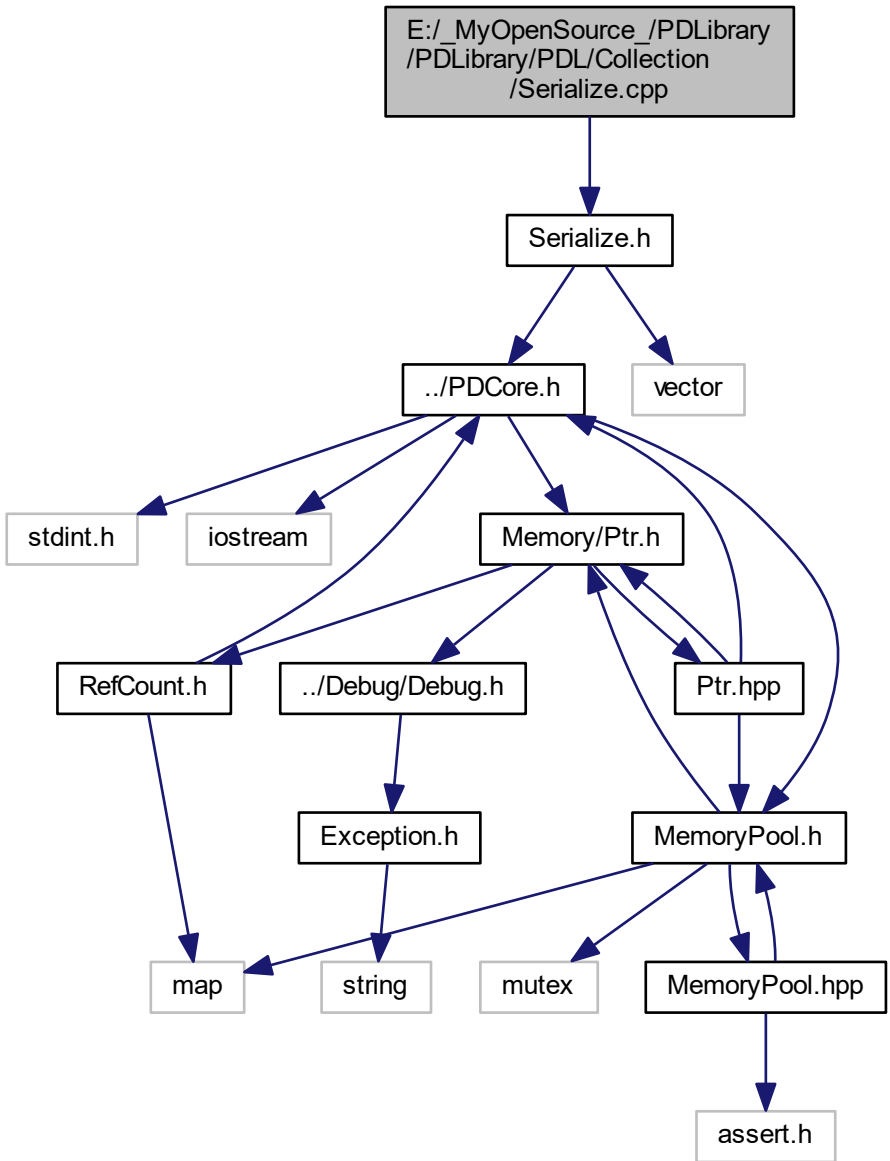 E:/_MyOpenSource_/PDLibrary
/PDLibrary/PDL/Collection
/Serialize.cpp
Serialize.h
../PDCore.h
vector
stdint.h
iostream
Memory/Ptr.h
RefCount.h
../Debug/Debug.h
Ptr.hpp
Exception.h
MemoryPool.h
map
string
mutex
MemoryPool.hpp
assert.h